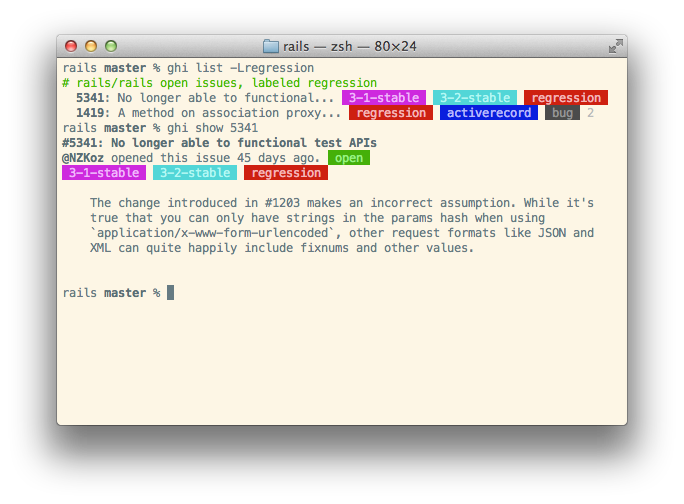 rails — zsh — 80×24
rails master % ghi list -Lregression
# rails/rails open issues, labeled regression
5341: No longer able to functional... 3-1-stable 3-2-stable regression
1419: A method on association proxy... regression activerecord bug 2
rails master % ghi show 5341
#5341: No longer able to functional test APIs
@NZKoz opened this issue 45 days ago. open
3-1-stable 3-2-stable regression
The change introduced in #1203 makes an incorrect assumption. While it's
true that you can only have strings in the params hash when using
`application/x-www-form-urlencoded`, other request formats like JSON and
XML can quite happily include fixnums and other values.
rails master %